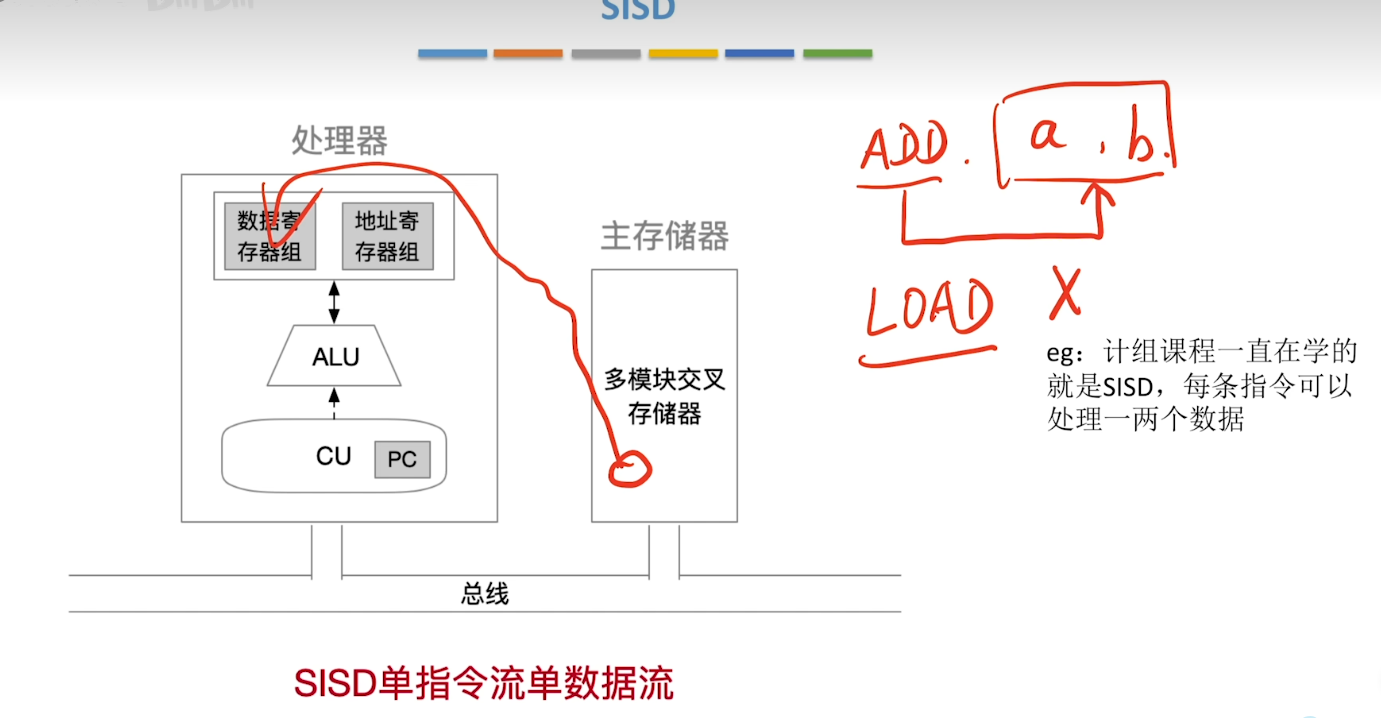 SISD
处理器
ADD. a, b.
数据寄
存器组
地址寄
存器组
主存储器
LOAD X
ALU
eg：计组课程一直在学的
就是SISD，每条指令可以
处理一两个数据
多模块交叉
存储器
CU
PC
总线
SISD单指令流单数据流